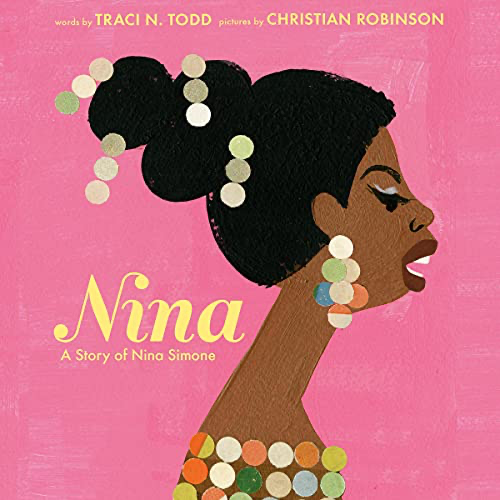 words by TRACI N. TODD pictures by CHRISTIAN ROBINSON
Nina
A Story of Nina Simone